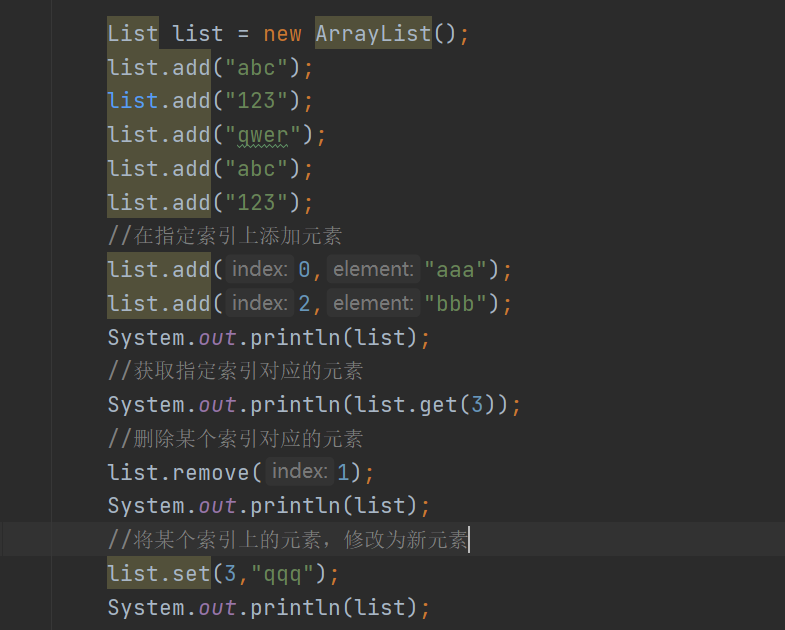 List list = new ArrayList();
list.add("abc");
list.add("123");
list.add("qwer");
list.add("abc");
list.add("123");
//在指定索引上添加元素
list.add( index: 0, element: "aaa");
list.add( index: 2, element: "bbb");
System.out.println(list);
//获取指定索引对应的元素
System.out.println(list.get(3));
//删除某个索引对应的元素
list.remove( index: 1);
System.out.println(list);
//将某个索引上的元素，修改为新元素
list.set(3,"qqq");
System.out.println(list);